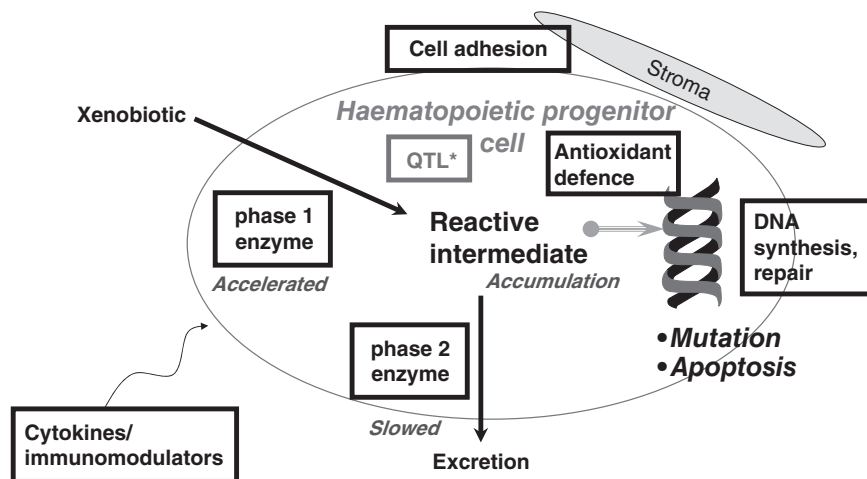 Cell adhesion
Stroma
Xenobiotic
Haematopoietic progenitor
cell
QTL*
Antioxidant
defence
phase 1
enzyme
Accelerated
Reactive
intermediate
Accumulation
DNA
synthesis,
repair
•Mutation
•Apoptosis
phase 2
enzyme
Slowed
Cytokines/
immunomodulators
Excretion